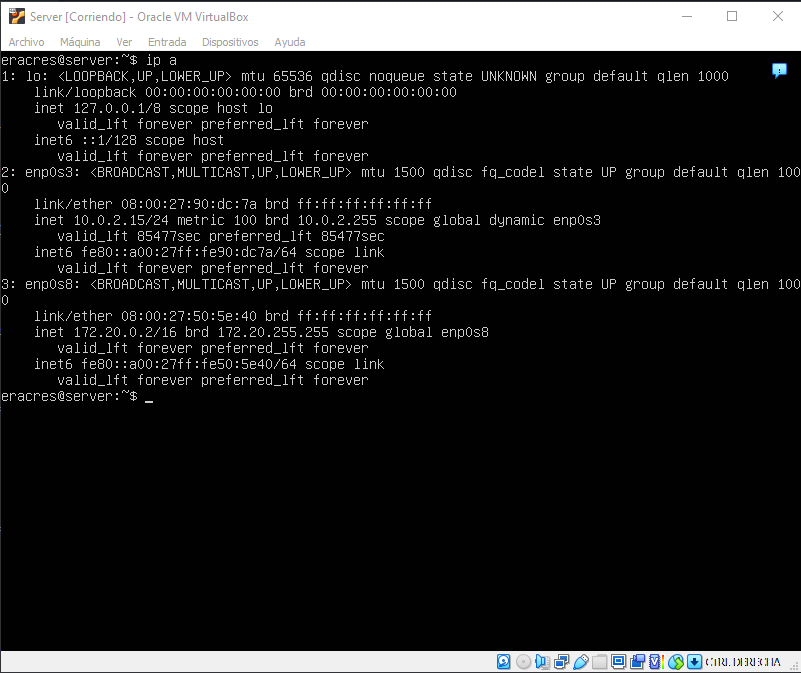 Server [Corriendo] - Oracle VM VirtualBox
Archivo Máquina Ver Entrada Dispositivos Ayuda
eracres@server:~$ ip a
1: lo: <LOOPBACK,UP,LOWER_UP> mtu 65536 qdisc noqueue state UNKNOWN group default qlen 1000
    link/loopback 00:00:00:00:00:00 brd 00:00:00:00:00:00
    inet 127.0.0.1/8 scope host lo
       valid_lft forever preferred_lft forever
    inet6 ::1/128 scope host
       valid_lft forever preferred_lft forever
2: enp0s3: <BROADCAST,MULTICAST,UP,LOWER_UP> mtu 1500 qdisc fq_codel state UP group default qlen 100
0
    link/ether 08:00:27:90:dc:7a brd ff:ff:ff:ff:ff:ff
    inet 10.0.2.15/24 metric 100 brd 10.0.2.255 scope global dynamic enp0s3
       valid_lft 85477sec preferred_lft 85477sec
    inet6 fe80::a00:27ff:fe90:dc7a/64 scope link
       valid_lft forever preferred_lft forever
3: enp0s8: <BROADCAST,MULTICAST,UP,LOWER_UP> mtu 1500 qdisc fq_codel state UP group default qlen 100
0
    link/ether 08:00:27:50:5e:40 brd ff:ff:ff:ff:ff:ff
    inet 172.20.0.2/16 brd 172.20.255.255 scope global enp0s8
       valid_lft forever preferred_lft forever
    inet6 fe80::a00:27ff:fe50:5e40/64 scope link
       valid_lft forever preferred_lft forever
eracres@server:~$ _
CTRL DERECHA